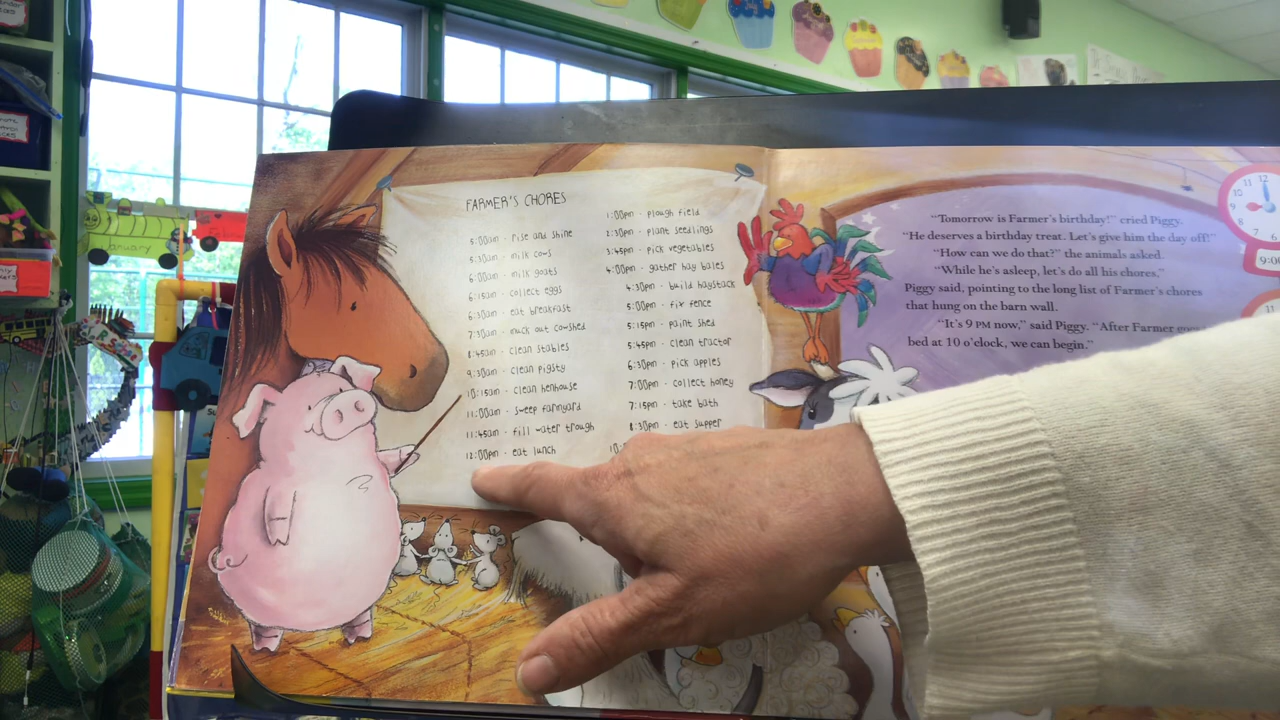 FARMER'S CHORES
5:00am - rise and shine
5:30am - milk cows
6:00am - milk goats
6:15am - collect eggs
6:30am - eat breakfast
7:30am - muck out cowshed
8:45am - clean stables
9:30am - clean pigsty
10:15am - clean henhouse
11:00am - sweep farmyard
11:45am - fill water trough
12:00pm - eat lunch
1:00pm - plough field
2:30pm - plant seedlings
3:45pm - pick vegetables
4:00pm - gather hay bales
4:30pm - build haystack
5:00pm - fix fence
5:15pm - paint shed
5:45pm - clean tractor
6:30pm - pick apples
7:00pm - collect honey
7:15pm - take bath
8:30pm - eat supper
"Tomorrow is Farmer's birthday!" cried Piggy.
"He deserves a birthday treat. Let's give him the day off!"
"How can we do that?" the animals asked.
"While he's asleep, let's do all his chores,"
Piggy said, pointing to the long list of Farmer's chores
that hung on the barn wall.
"It's 9 PM now," said Piggy. "After Farmer goes
bed at 10 o'clock, we can begin."
January